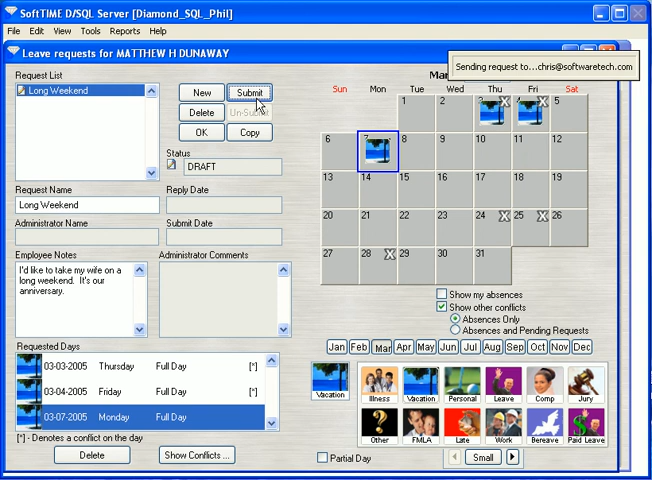 SoftTIME D/SQL Server [Diamond_SQL_Phil]
File Edit View Tools Reports Help
Leave requests for MATTHEW H DUNAWAY
Sending request to...chris@softwaretech.com
Request List
Long Weekend
New Submit
Delete Un-Submit
OK Copy
Status
DRAFT
Request Name Reply Date
Long Weekend
Administrator Name Submit Date
Employee Notes Administrator Comments
I'd like to take my wife on a
long weekend. It's our
anniversary.
Requested Days
03-03-2005 Thursday Full Day [*]
03-04-2005 Friday Full Day [*]
03-07-2005 Monday Full Day
[*] - Denotes a conflict on the day
Delete Show Conflicts ...
Mar
Sun Mon Tue Wed Thu Fri Sat
1 2 X X 5
6 7 8 9 10 11 12
13 14 15 16 17 18 19
20 21 22 23 24 X 25 X 26
27 28 X 29 30 31
Show my absences
Show other conflicts
Absences Only
Absences and Pending Requests
Jan Feb Mar Apr May Jun Jul Aug Sep Oct Nov Dec
Vacation
Illness Vacation Personal Leave Comp Jury
Other FMLA Late Work Bereave Paid Leave
Partial Day Small